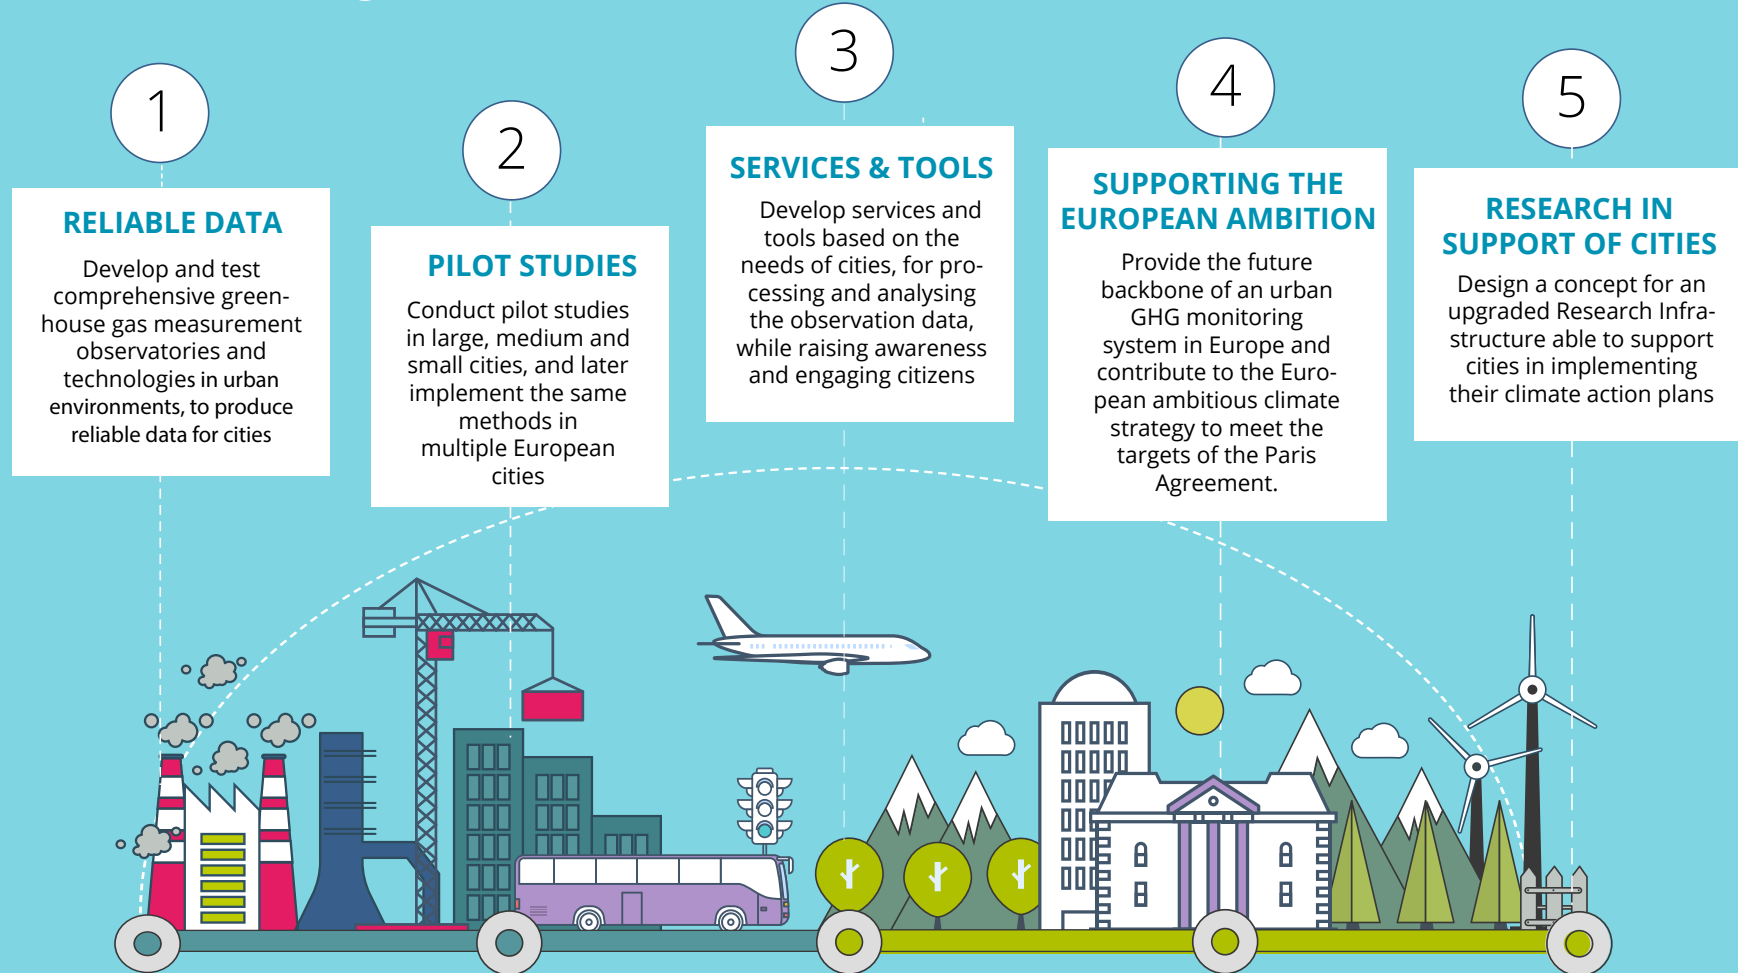 1
RELIABLE DATA
Develop and test
comprehensive green-
house gas measurement
observatories and
technologies in urban
environments, to produce
reliable data for cities
2
PILOT STUDIES
Conduct pilot studies
in large, medium and
small cities, and later
implement the same
methods in
multiple European
cities
3
SERVICES & TOOLS
Develop services and
tools based on the
needs of cities, for pro-
cessing and analysing
the observation data,
while raising awareness
and engaging citizens
4
SUPPORTING THE
EUROPEAN AMBITION
Provide the future
backbone of an urban
GHG monitoring
system in Europe and
contribute to the Euro-
pean ambitious climate
strategy to meet the
targets of the Paris
Agreement.
5
RESEARCH IN
SUPPORT OF CITIES
Design a concept for an
upgraded Research Infra-
structure able to support
cities in implementing
their climate action plans